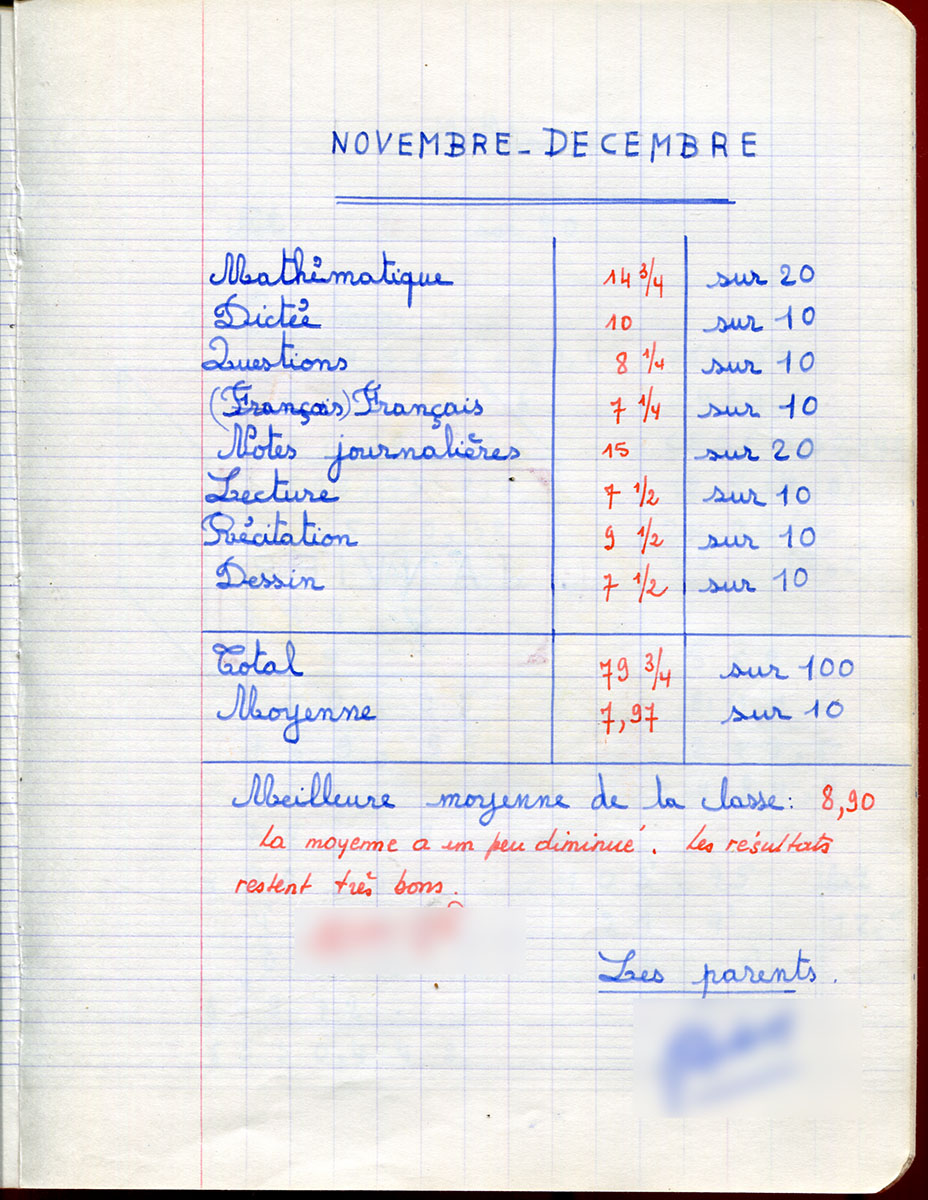 NOVEMBRE-DECEMBRE
Mathématique 14 3/4 sur 20
Dictée 10 sur 10
Questions 8 1/4 sur 10
(Français) Français 7 1/4 sur 10
Notes journalières 15 sur 20
Lecture 7 1/2 sur 10
Récitation 9 1/2 sur 10
Dessin 7 1/2 sur 10
Total 79 3/4 sur 100
Moyenne 7,97 sur 10
Meilleure moyenne de la classe: 8,90
La moyenne a un peu diminué. Les résultats
restent très bons.
Les parents.